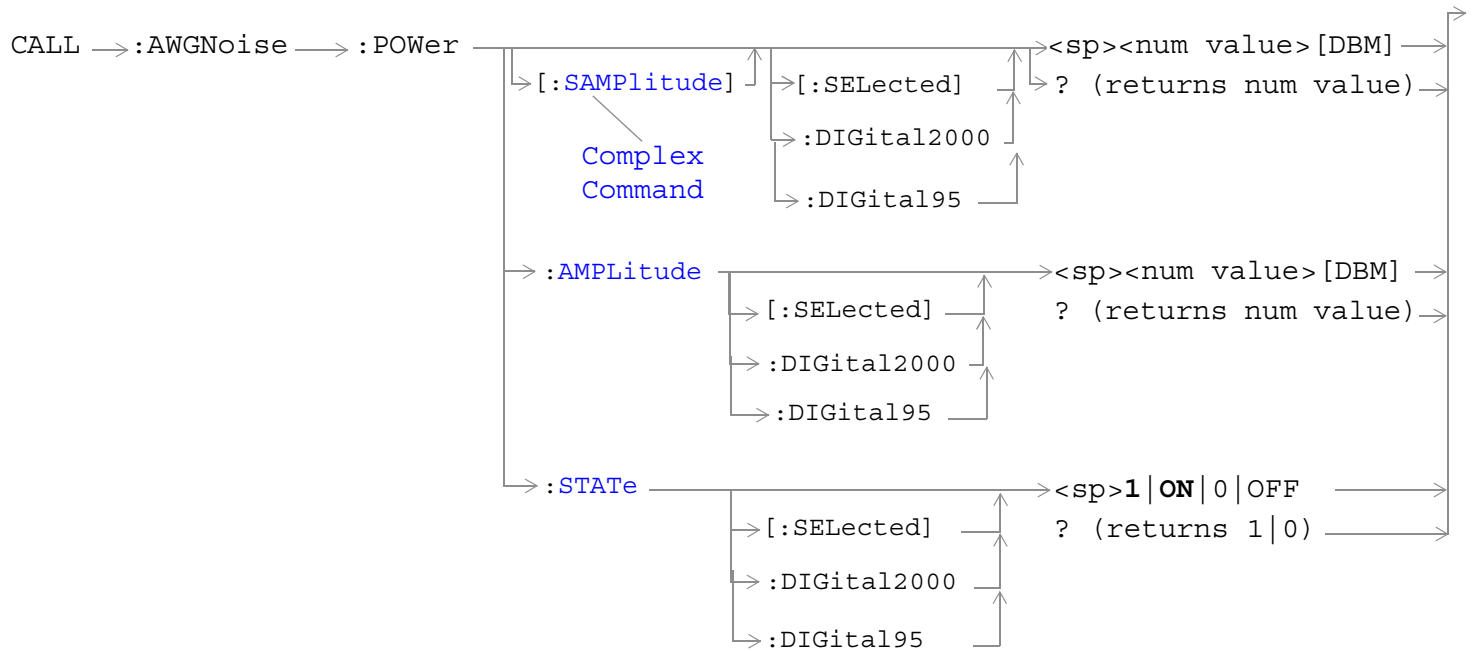 CALL :AWGNoise :POWer <sp><num value>[DBM]
[:SAMPlitude] [:SELected] ? (returns num value)
:DIGital2000
Complex
Command
:DIGital95
:AMPLitude <sp><num value>[DBM]
[:SELected] ? (returns num value)
:DIGital2000
:DIGital95
:STATe <sp>1|ON|0|OFF
[:SELected] ? (returns 1|0)
:DIGital2000
:DIGital95